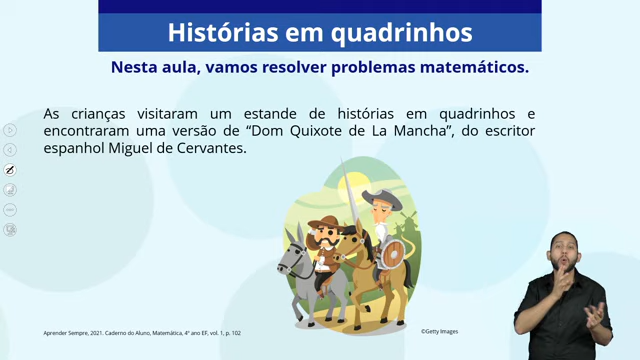 Histórias em quadrinhos
Nesta aula, vamos resolver problemas matemáticos.
As crianças visitaram um estande de histórias em quadrinhos e
encontraram uma versão de “Dom Quixote de La Mancha”, do escritor
espanhol Miguel de Cervantes.
Aprender Sempre, 2021. Caderno do Aluno, Matemática, 4º ano EF, vol. 1, p. 102
©Getty Images